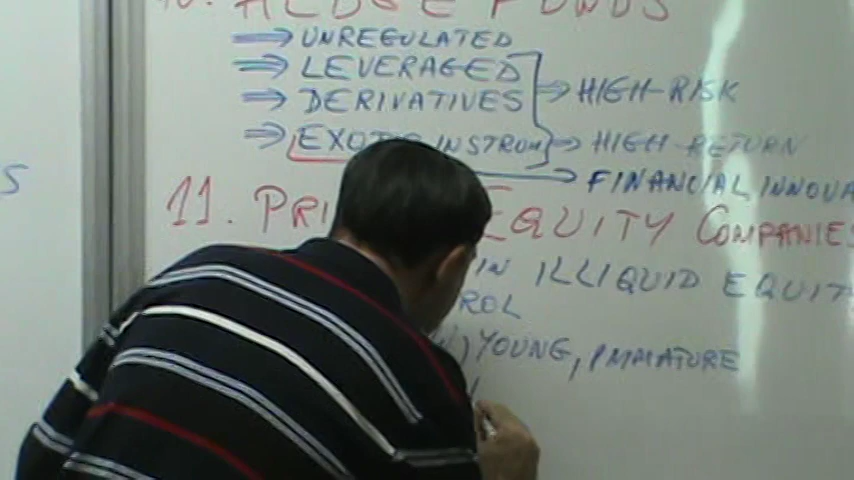 10. HEDGE FUNDS
⇒ UNREGULATED
⇒ LEVERAGED
⇒ DERIVATIVES ⇒ HIGH-RISK
⇒ EXOTIC INSTRUM ⇒ HIGH-RETURN
→ FINANCIAL INNOVA
S
11. PRI EQUITY COMPANIES
IN ILLIQUID EQUIT
ROL
) YOUNG, IMMATURE